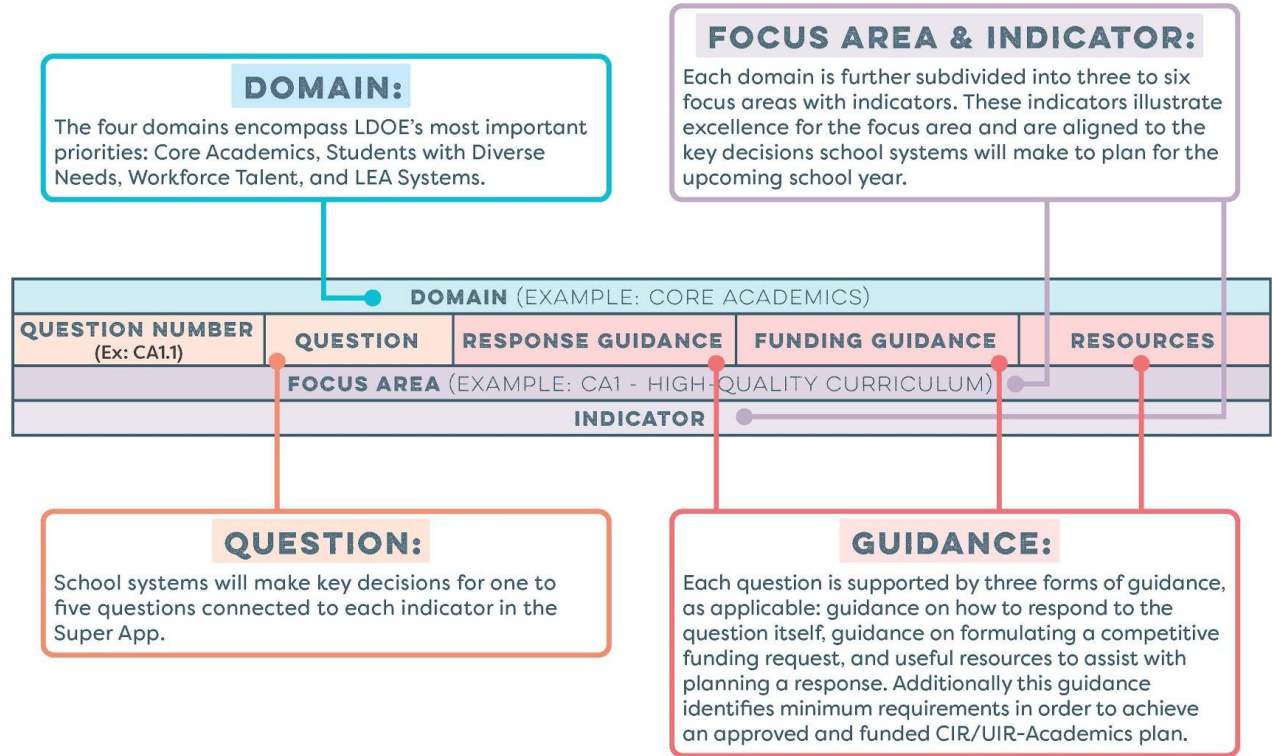 DOMAIN:
The four domains encompass LDOE's most important
priorities: Core Academics, Students with Diverse
Needs, Workforce Talent, and LEA Systems.
FOCUS AREA & INDICATOR:
Each domain is further subdivided into three to six
focus areas with indicators. These indicators illustrate
excellence for the focus area and are aligned to the
key decisions school systems will make to plan for the
upcoming school year.
DOMAIN (EXAMPLE: CORE ACADEMICS)
QUESTION NUMBER
(Ex: CA1.1)
QUESTION
RESPONSE GUIDANCE
FUNDING GUIDANCE
RESOURCES
FOCUS AREA (EXAMPLE: CA1 - HIGH-QUALITY CURRICULUM)
INDICATOR
QUESTION:
School systems will make key decisions for one to
five questions connected to each indicator in the
Super App.
GUIDANCE:
Each question is supported by three forms of guidance,
as applicable: guidance on how to respond to the
question itself, guidance on formulating a competitive
funding request, and useful resources to assist with
planning a response. Additionally this guidance
identifies minimum requirements in order to achieve
an approved and funded CIR/UIR-Academics plan.